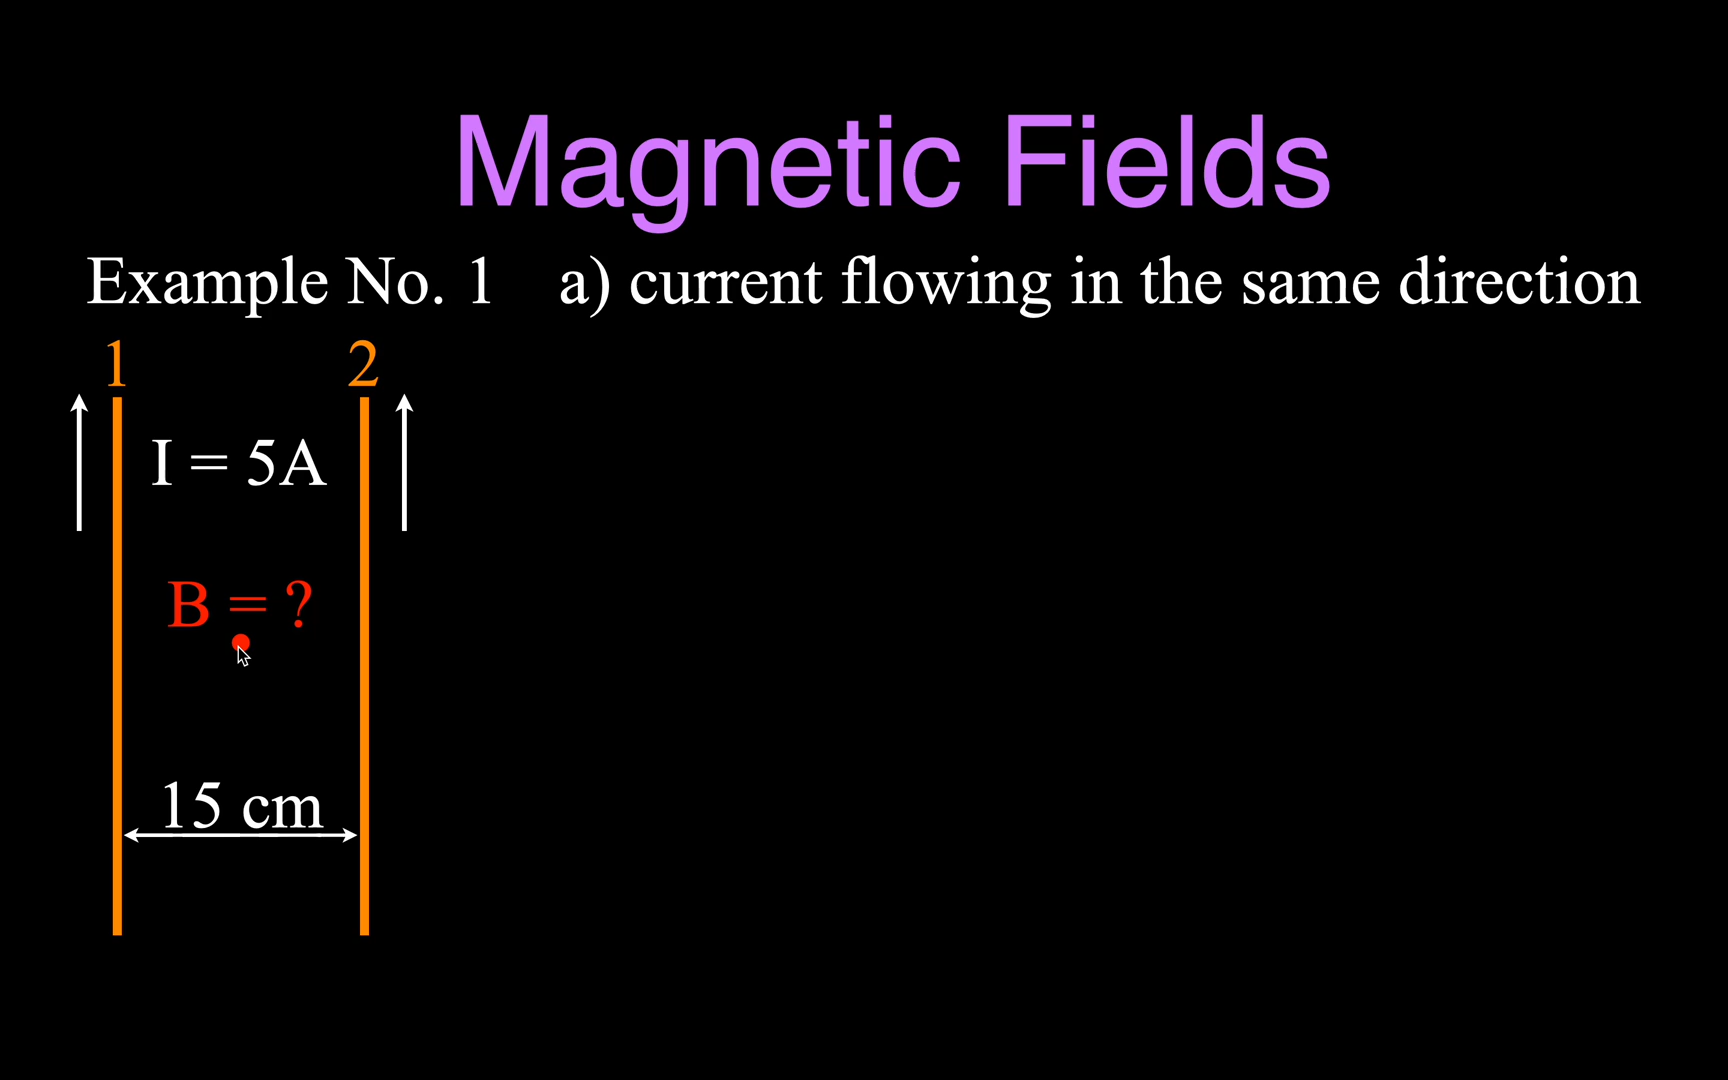 Magnetic Fields
Example No. 1 a) current flowing in the same direction
1 2
I = 5A
B = ?
15 cm